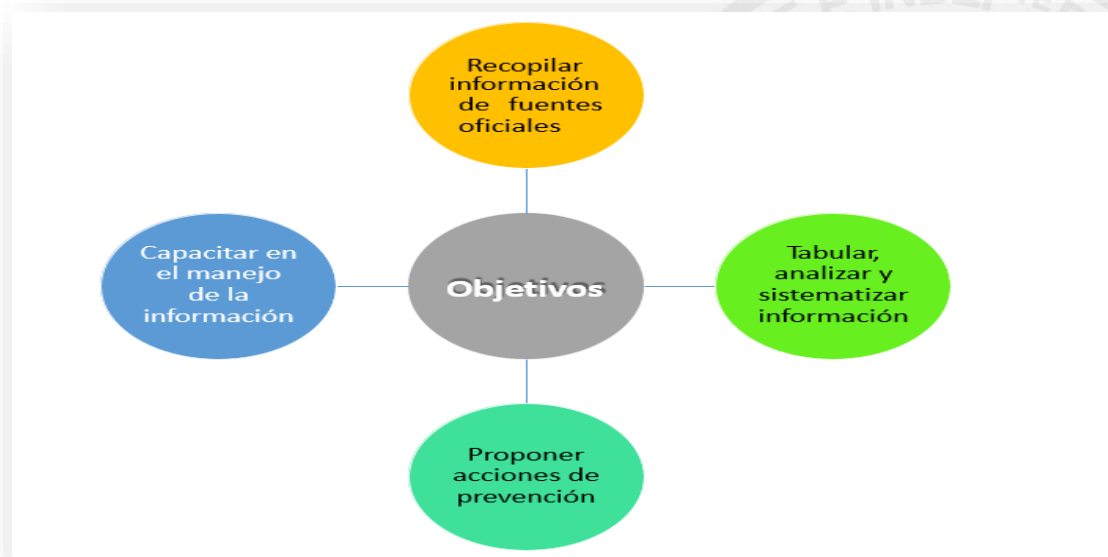 Recopilar
información
de fuentes
oficiales
Capacitar en
el manejo
de la
información
Objetivos
Tabular,
analizar y
sistematizar
información
Proponer
acciones de
prevención